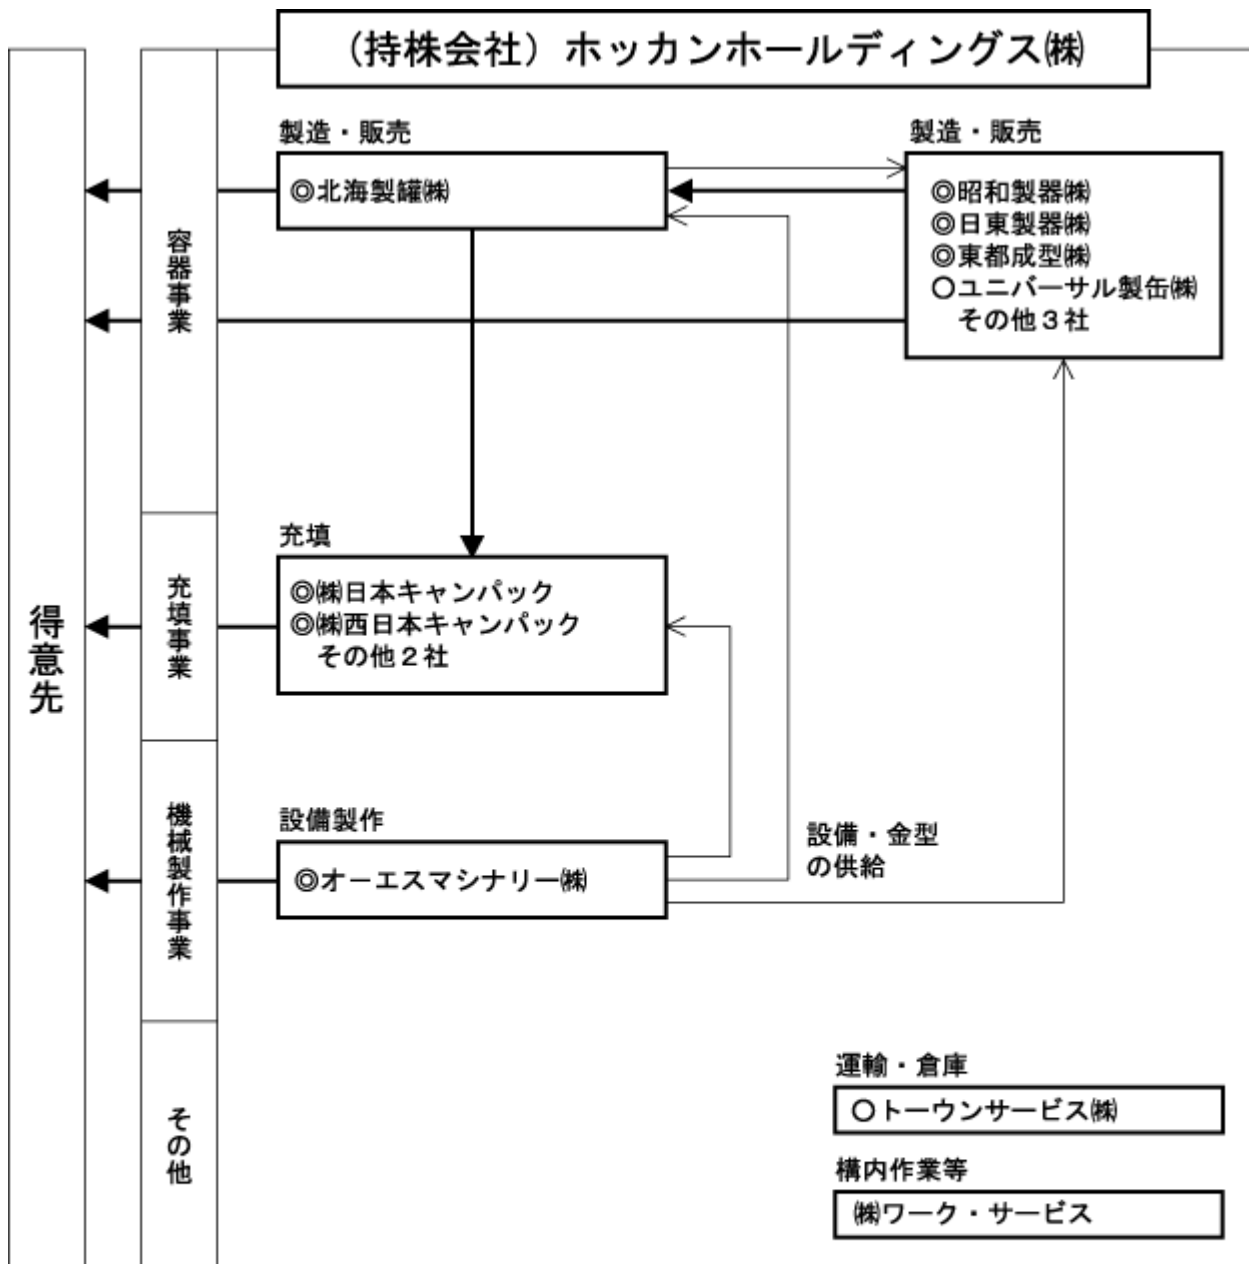 （持株会社）ホッカンホールディングス㈱
得意先
容器事業
製造・販売
◎北海製罐㈱
製造・販売
◎昭和製器㈱
◎日東製器㈱
◎東都成型㈱
○ユニバーサル製缶㈱
その他３社
充填事業
充填
◎㈱日本キャンパック
◎㈱西日本キャンパック
その他２社
機械製作事業
設備製作
◎オーエスマシナリー㈱
設備・金型
の供給
その他
運輸・倉庫
○トーウンサービス㈱
構内作業等
㈱ワーク・サービス